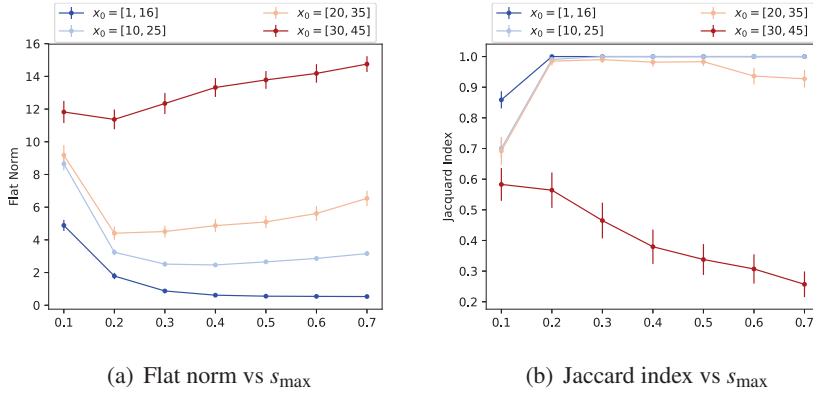 x₀ = [1, 16] x₀ = [20, 35]
x₀ = [10, 25] x₀ = [30, 45]
16
14
12
10
8
6
4
2
0
Flat Norm
0.1 0.2 0.3 0.4 0.5 0.6 0.7
(a) Flat norm vs s_max
x₀ = [1, 16] x₀ = [20, 35]
x₀ = [10, 25] x₀ = [30, 45]
1.0
0.9
0.8
0.7
0.6
0.5
0.4
0.3
0.2
Jacquard Index
0.1 0.2 0.3 0.4 0.5 0.6 0.7
(b) Jaccard index vs s_max